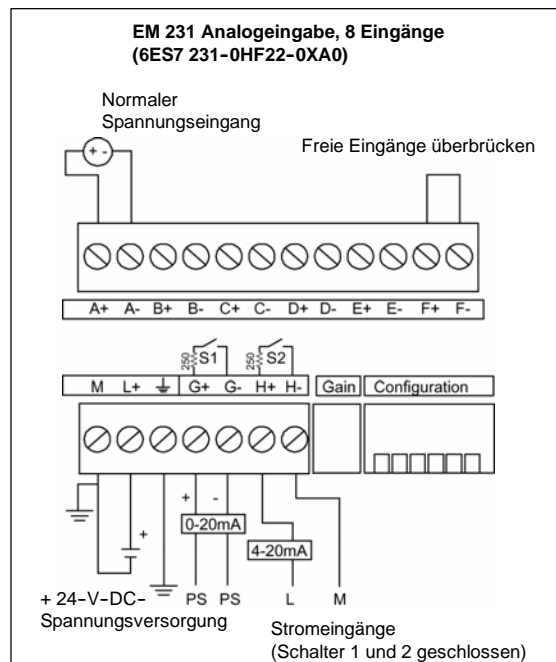 EM 231 Analogeingabe, 8 Eingänge
(6ES7 231-0HF22-0XA0)
Normaler
Spannungseingang
Freie Eingänge überbrücken
+ -
A+ A- B+ B- C+ C- D+ D- E+ E- F+ F-
250 S1 250 S2
M L+ G+ G- H+ H- Gain Configuration
+ + -
0-20mA
4-20mA
+ 24-V-DC- PS PS L M
Spannungsversorgung
Stromeingänge
(Schalter 1 und 2 geschlossen)